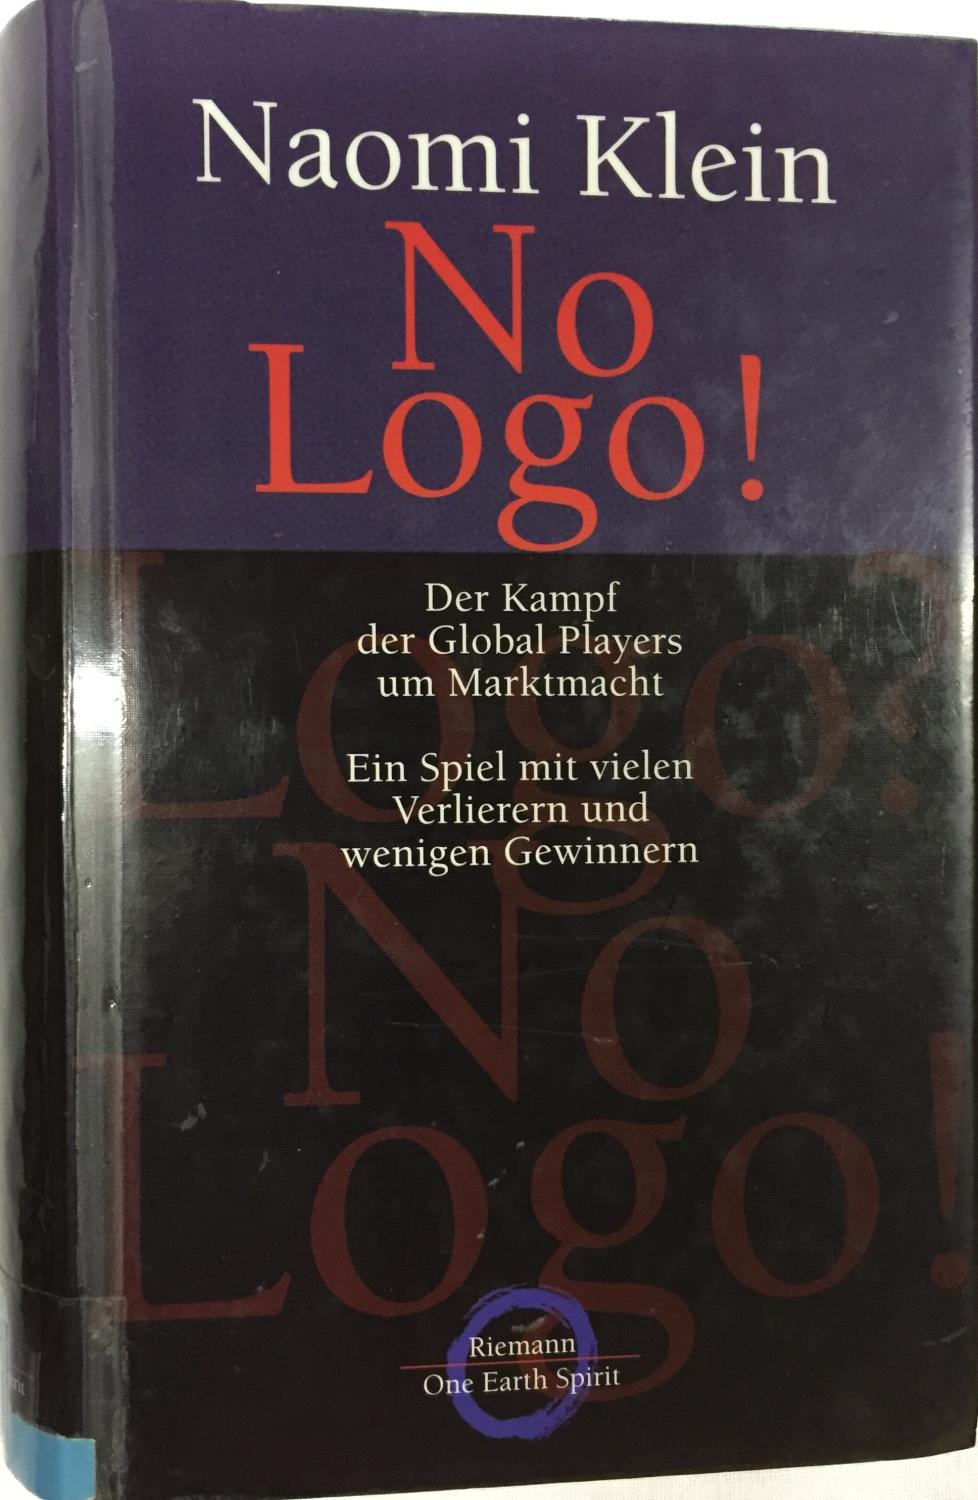 Naomi Klein
No
Logo!
Der Kampf
der Global Players
um Marktmacht
Ein Spiel mit vielen
Verlierern und
wenigen Gewinnern
Logo?
No
Logo!
Riemann
One Earth Spirit